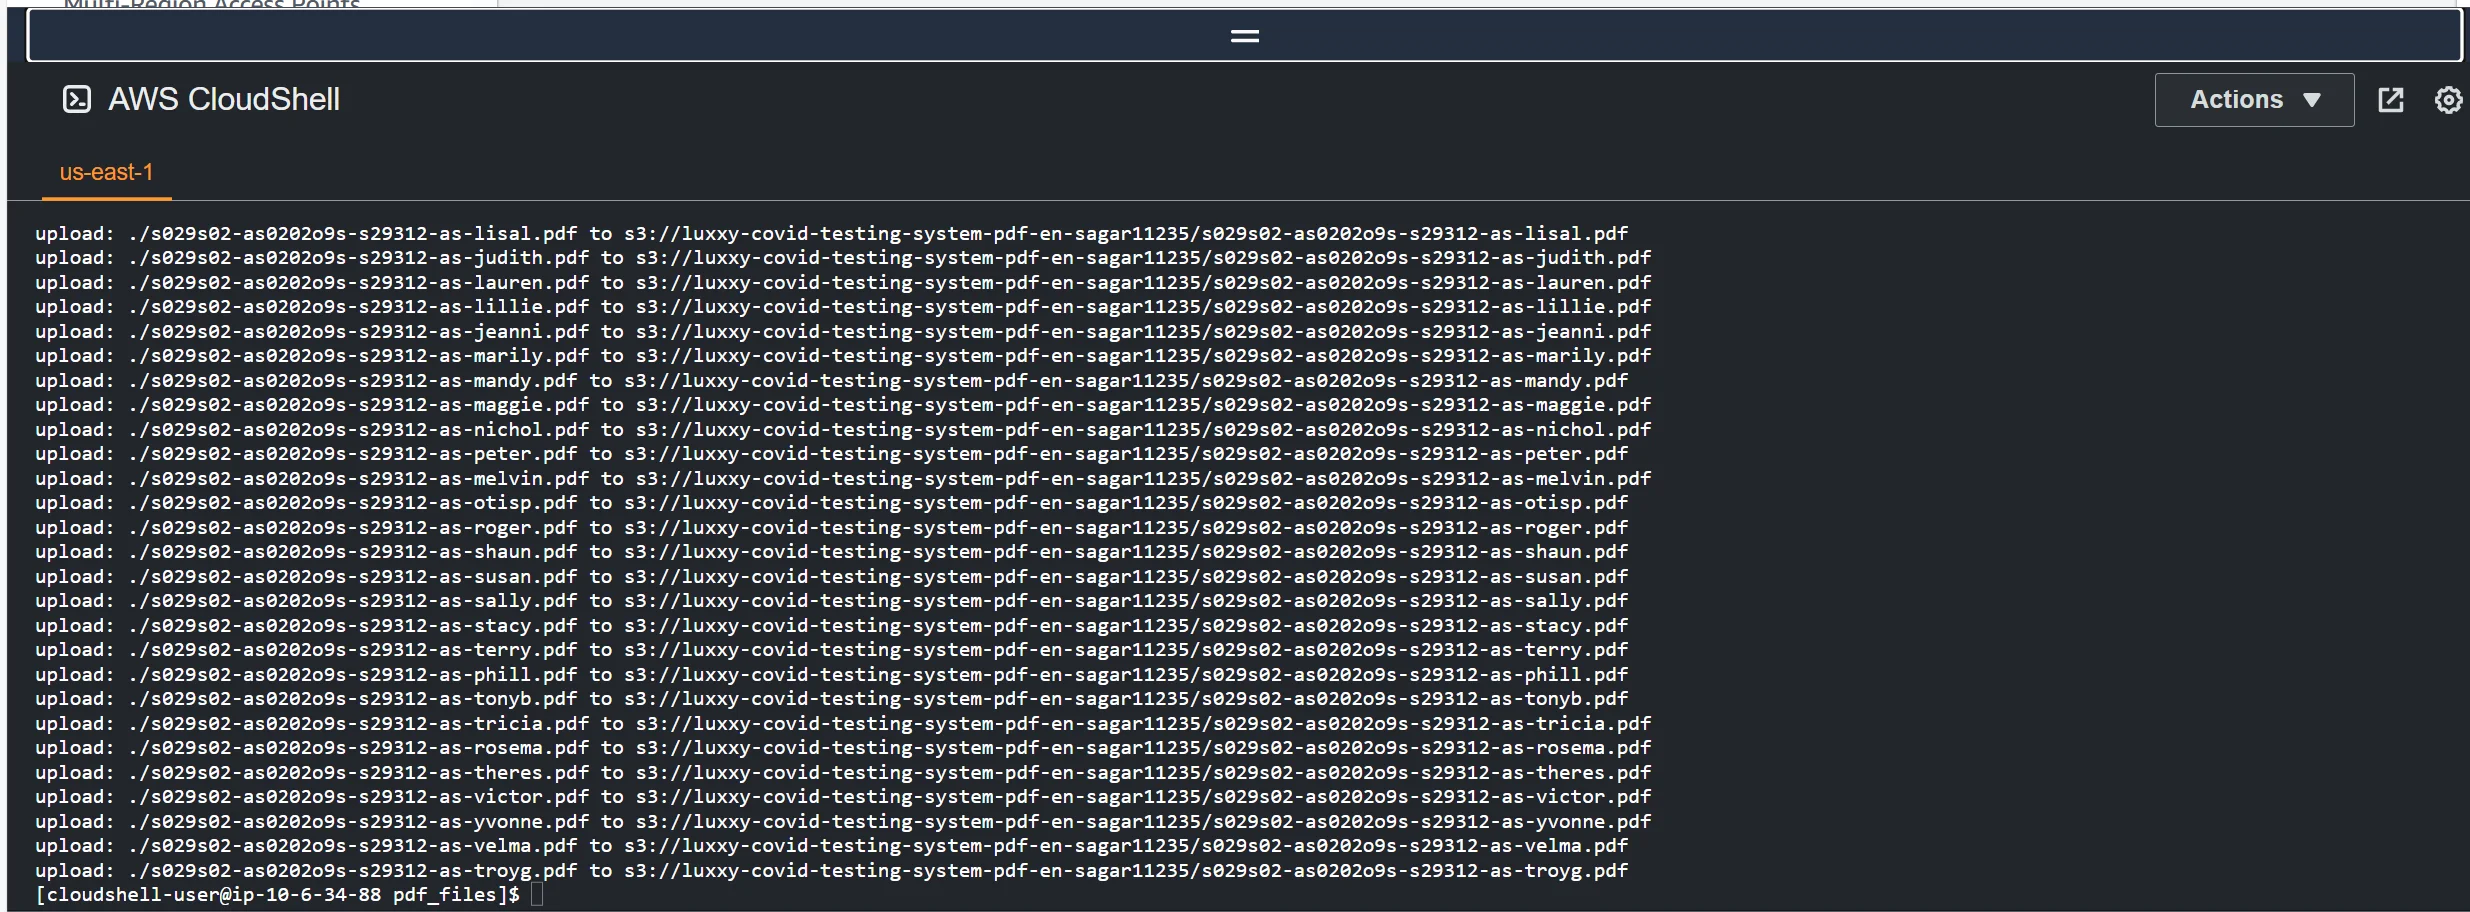 Multi-Region Access Points
AWS CloudShell
Actions
us-east-1
upload: ./s029s02-as0202o9s-s29312-as-lisal.pdf to s3://luxxy-covid-testing-system-pdf-en-sagar11235/s029s02-as0202o9s-s29312-as-lisal.pdf
upload: ./s029s02-as0202o9s-s29312-as-judith.pdf to s3://luxxy-covid-testing-system-pdf-en-sagar11235/s029s02-as0202o9s-s29312-as-judith.pdf
upload: ./s029s02-as0202o9s-s29312-as-lauren.pdf to s3://luxxy-covid-testing-system-pdf-en-sagar11235/s029s02-as0202o9s-s29312-as-lauren.pdf
upload: ./s029s02-as0202o9s-s29312-as-lillie.pdf to s3://luxxy-covid-testing-system-pdf-en-sagar11235/s029s02-as0202o9s-s29312-as-lillie.pdf
upload: ./s029s02-as0202o9s-s29312-as-jeanni.pdf to s3://luxxy-covid-testing-system-pdf-en-sagar11235/s029s02-as0202o9s-s29312-as-jeanni.pdf
upload: ./s029s02-as0202o9s-s29312-as-marily.pdf to s3://luxxy-covid-testing-system-pdf-en-sagar11235/s029s02-as0202o9s-s29312-as-marily.pdf
upload: ./s029s02-as0202o9s-s29312-as-mandy.pdf to s3://luxxy-covid-testing-system-pdf-en-sagar11235/s029s02-as0202o9s-s29312-as-mandy.pdf
upload: ./s029s02-as0202o9s-s29312-as-maggie.pdf to s3://luxxy-covid-testing-system-pdf-en-sagar11235/s029s02-as0202o9s-s29312-as-maggie.pdf
upload: ./s029s02-as0202o9s-s29312-as-nichol.pdf to s3://luxxy-covid-testing-system-pdf-en-sagar11235/s029s02-as0202o9s-s29312-as-nichol.pdf
upload: ./s029s02-as0202o9s-s29312-as-peter.pdf to s3://luxxy-covid-testing-system-pdf-en-sagar11235/s029s02-as0202o9s-s29312-as-peter.pdf
upload: ./s029s02-as0202o9s-s29312-as-melvin.pdf to s3://luxxy-covid-testing-system-pdf-en-sagar11235/s029s02-as0202o9s-s29312-as-melvin.pdf
upload: ./s029s02-as0202o9s-s29312-as-otisp.pdf to s3://luxxy-covid-testing-system-pdf-en-sagar11235/s029s02-as0202o9s-s29312-as-otisp.pdf
upload: ./s029s02-as0202o9s-s29312-as-roger.pdf to s3://luxxy-covid-testing-system-pdf-en-sagar11235/s029s02-as0202o9s-s29312-as-roger.pdf
upload: ./s029s02-as0202o9s-s29312-as-shaun.pdf to s3://luxxy-covid-testing-system-pdf-en-sagar11235/s029s02-as0202o9s-s29312-as-shaun.pdf
upload: ./s029s02-as0202o9s-s29312-as-susan.pdf to s3://luxxy-covid-testing-system-pdf-en-sagar11235/s029s02-as0202o9s-s29312-as-susan.pdf
upload: ./s029s02-as0202o9s-s29312-as-sally.pdf to s3://luxxy-covid-testing-system-pdf-en-sagar11235/s029s02-as0202o9s-s29312-as-sally.pdf
upload: ./s029s02-as0202o9s-s29312-as-stacy.pdf to s3://luxxy-covid-testing-system-pdf-en-sagar11235/s029s02-as0202o9s-s29312-as-stacy.pdf
upload: ./s029s02-as0202o9s-s29312-as-terry.pdf to s3://luxxy-covid-testing-system-pdf-en-sagar11235/s029s02-as0202o9s-s29312-as-terry.pdf
upload: ./s029s02-as0202o9s-s29312-as-phill.pdf to s3://luxxy-covid-testing-system-pdf-en-sagar11235/s029s02-as0202o9s-s29312-as-phill.pdf
upload: ./s029s02-as0202o9s-s29312-as-tonyb.pdf to s3://luxxy-covid-testing-system-pdf-en-sagar11235/s029s02-as0202o9s-s29312-as-tonyb.pdf
upload: ./s029s02-as0202o9s-s29312-as-tricia.pdf to s3://luxxy-covid-testing-system-pdf-en-sagar11235/s029s02-as0202o9s-s29312-as-tricia.pdf
upload: ./s029s02-as0202o9s-s29312-as-rosema.pdf to s3://luxxy-covid-testing-system-pdf-en-sagar11235/s029s02-as0202o9s-s29312-as-rosema.pdf
upload: ./s029s02-as0202o9s-s29312-as-theres.pdf to s3://luxxy-covid-testing-system-pdf-en-sagar11235/s029s02-as0202o9s-s29312-as-theres.pdf
upload: ./s029s02-as0202o9s-s29312-as-victor.pdf to s3://luxxy-covid-testing-system-pdf-en-sagar11235/s029s02-as0202o9s-s29312-as-victor.pdf
upload: ./s029s02-as0202o9s-s29312-as-yvonne.pdf to s3://luxxy-covid-testing-system-pdf-en-sagar11235/s029s02-as0202o9s-s29312-as-yvonne.pdf
upload: ./s029s02-as0202o9s-s29312-as-velma.pdf to s3://luxxy-covid-testing-system-pdf-en-sagar11235/s029s02-as0202o9s-s29312-as-velma.pdf
upload: ./s029s02-as0202o9s-s29312-as-troyg.pdf to s3://luxxy-covid-testing-system-pdf-en-sagar11235/s029s02-as0202o9s-s29312-as-troyg.pdf
[cloudshell-user@ip-10-6-34-88 pdf_files]$